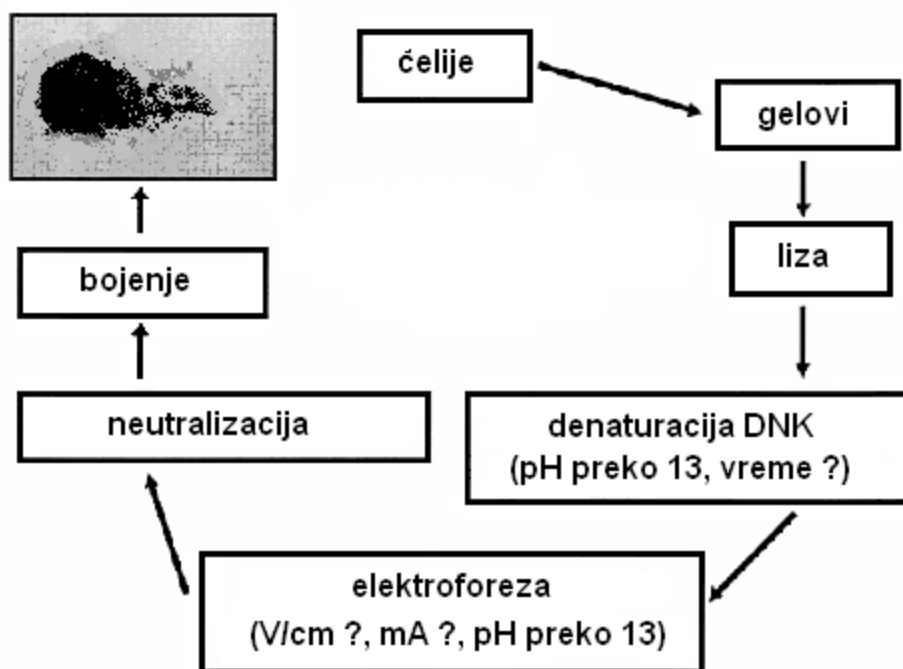 ćelije
gelovi
liza
denaturacija DNK
(pH preko 13, vreme ?)
elektroforeza
(V/cm ?, mA ?, pH preko 13)
neutralizacija
bojenje